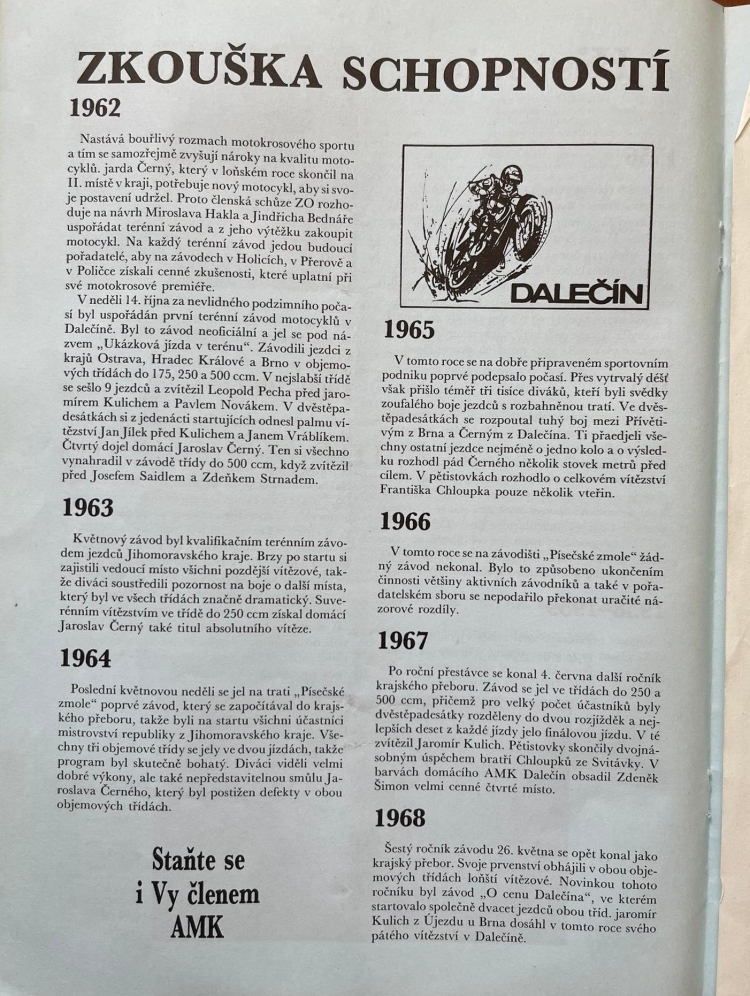 ZKOUŠKA SCHOPNOSTÍ
1962
Nastává bouřlivý rozmach motokrosového sportu
a tím se samozřejmě zvyšují nároky na kvalitu moto-
cyklů. jarda Černý, který v loňském roce skončil na
II. místě v kraji, potřebuje nový motocykl, aby si svo-
je postavení udržel. Proto členská schůze ZO rozho-
duje na návrh Miroslava Hakla a Jindřicha Bednáře
uspořádat terénní závod a z jeho výtěžku zakoupit
motocykl. Na každý terénní závod jedou budoucí
pořadatelé, aby na závodech v Holicích, v Přerově a
v Poličce získali cenné zkušenosti, které uplatní při
své motokrosové premiéře.
V neděli 14. října za nevlidného podzimního poča-
sí byl uspořádán první terénní závod motocyklů v
Dalečíně. Byl to závod neoficiální a jel se pod ná-
zvem „Ukázková jízda v terénu". Závodili jezdci z
krajů Ostrava, Hradec Králové a Brno v objemo-
vých třídách do 175, 250 a 500 ccm. V nejslabší třídě
se sešlo 9 jezdců a zvítězil Leopold Pecha před jaro-
mírem Kulichem a Pavlem Novákem. V dvěstěpa-
desátkách si z jedenácti startujících odnesl palmu ví-
tězství Jan Jílek před Kulichem a Janem Vráblíkem.
Čtvrtý dojel domácí Jaroslav Černý. Ten si všechno
vynahradil v závodě třídy do 500 ccm, když zvítězil
před Josefem Saidlem a Zdeňkem Strnadem.
1963
Květnový závod byl kvalifikačním terénním závo-
dem jezdců Jihomoravského kraje. Brzy po startu si
zajistili vedoucí místo všichni pozdější vítězové, tak-
že diváci soustředili pozornost na boje o další místa,
který byl ve všech třídách značně dramatický. Suve-
rénním vítězstvím ve třídě do 250 ccm získal domácí
Jaroslav Černý také titul absolutního vítěze.
1964
Poslední květnovou neděli se jel na trati „Písečské
zmole" poprvé závod, který se započítával do kraj-
ského přeboru, takže byli na startu všichni účastníci
mistrovství republiky z Jihomoravského kraje. Vše-
chny tři objemové třídy se jely ve dvou jízdách, takže
program byl skutečně bohatý. Diváci viděli velmi
dobré výkony, ale také nepředstavitelnou smůlu Ja-
roslava Černého, který byl postižen defekty v obou
objemových třídách.
Staňte se
i Vy členem
AMK
DALEČÍN
1965
V tomto roce se na dobře připraveném sportovním
podniku poprvé podepsalo počasí. Přes vytrvalý déšť
však přišlo téměř tři tisíce diváků, kteří byli svědky
zoufalého boje jezdců s rozbahněnou tratí. Ve dvěs-
těpadesátkách se rozpoutal tuhý boj mezi Přívěti-
vým z Brna a Černým z Dalečína. Ti praedjeli vše-
chny ostatní jezdce nejméně o jedno kolo a o výsled-
ku rozhodl pád Černého několik stovek metrů před
cílem. V pětistovkách rozhodlo o celkovém vítězství
Františka Chloupka pouze několik vteřin.
1966
V tomto roce se na závodišti „Písečské zmole" žád-
ný závod nekonal. Bylo to způsobeno ukončením
činnosti většiny aktivních závodníků a také v pořa-
datelském sboru se nepodařilo překonat uračité ná-
zorové rozdíly.
1967
Po roční přestávce se konal 4. června další ročník
krajského přeboru. Závod se jel ve třídách do 250 a
500 ccm, přičemž pro velký počet účastníků byly
dvěstěpadesátky rozděleny do dvou rozjížděk a nej-
lepších deset z každé jízdy jelo finálovou jízdu. V té
zvítězil Jaromír Kulich. Pětistovky skončily dvojná-
sobným úspěchem bratří Chloupků ze Svitávky. V
barvách domácího AMK Dalečín obsadil Zdeněk
Šimon velmi cenné čtvrté místo.
1968
Šestý ročník závodu 26. května se opět konal jako
krajský přebor. Svoje prvenství obhájili v obou obje-
mových třídách loňští vítězové. Novinkou tohoto
ročníku byl závod „O cenu Dalečína", ve kterém
startovalo společně dvacet jezdců obou tříd. jaromír
Kulich z Újezdu u Brna dosáhl v tomto roce svého
pátého vítězství v Dalečíně.